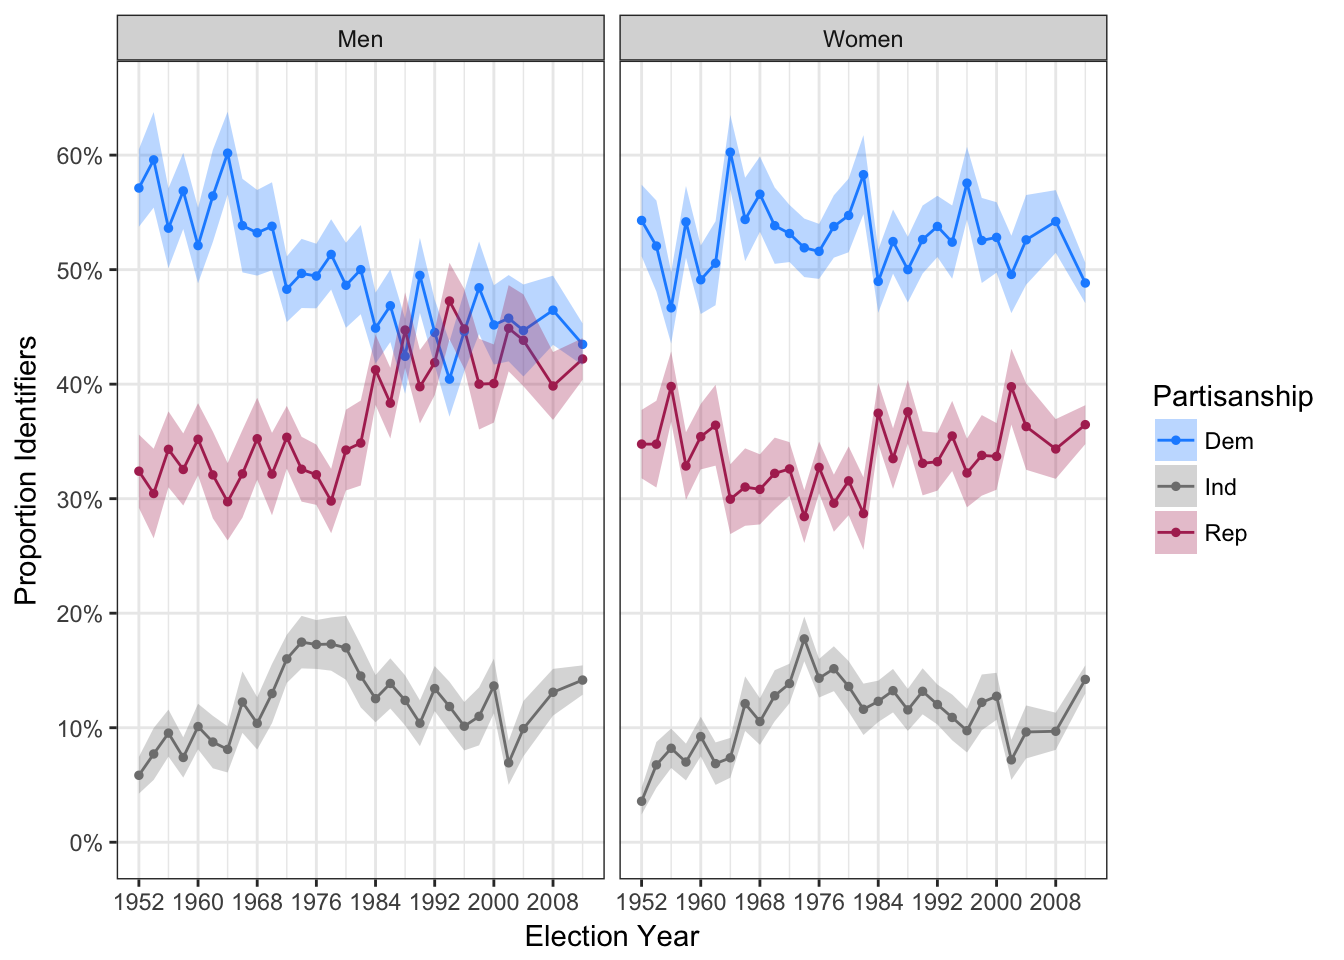 Men
Women
Proportion Identifiers
60%
50%
40%
30%
20%
10%
0%
1952 1960 1968 1976 1984 1992 2000 2008
1952 1960 1968 1976 1984 1992 2000 2008
Election Year
Partisanship
Dem
Ind
Rep